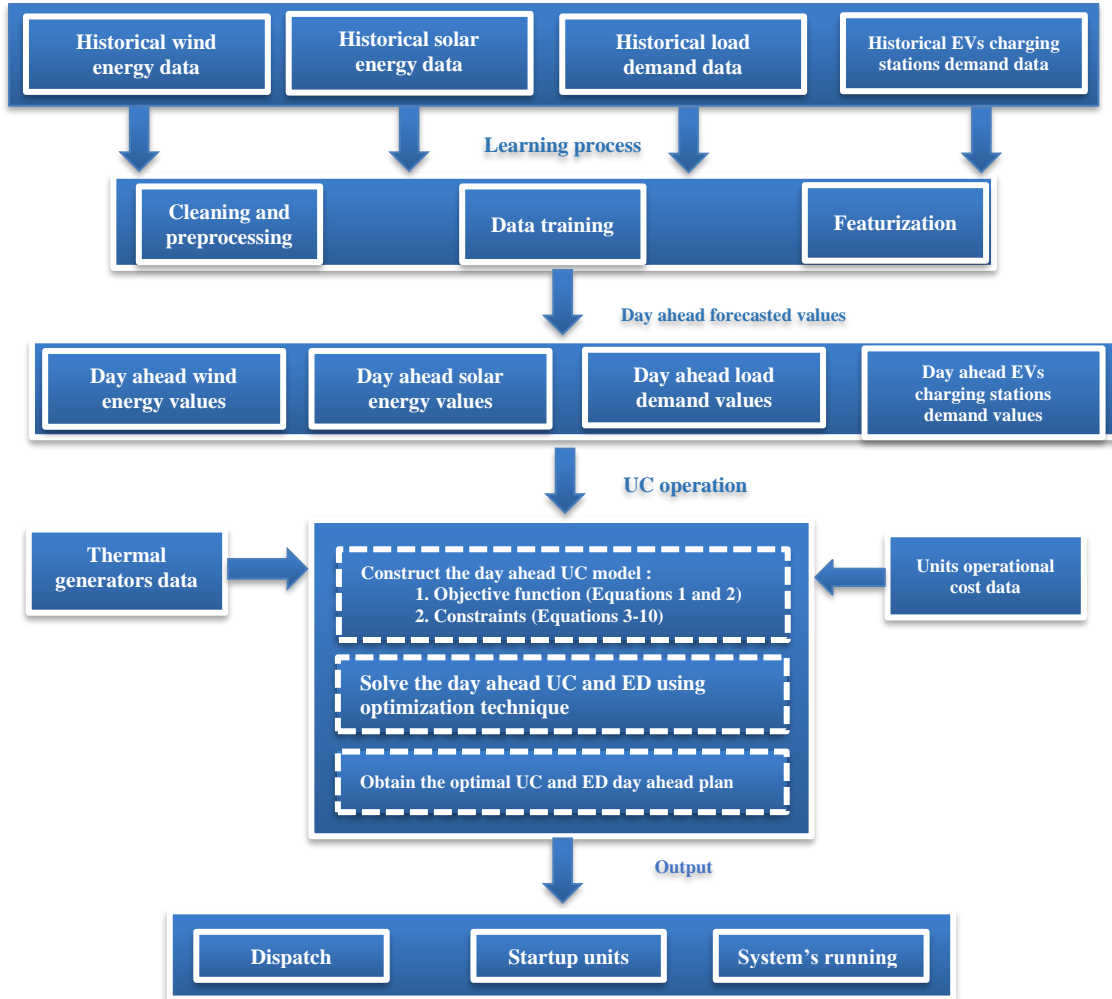 Historical wind
energy data
Historical solar
energy data
Historical load
demand data
Historical EVs charging
stations demand data
Learning process
Cleaning and
preprocessing
Data training
Featurization
Day ahead forecasted values
Day ahead wind
energy values
Day ahead solar
energy values
Day ahead load
demand values
Day ahead EVs
charging stations
demand values
UC operation
Thermal
generators data
Construct the day ahead UC model :
1. Objective function (Equations 1 and 2)
2. Constraints (Equations 3-10)
Units operational
cost data
Solve the day ahead UC and ED using
optimization technique
Obtain the optimal UC and ED day ahead plan
Output
Dispatch
Startup units
System’s running